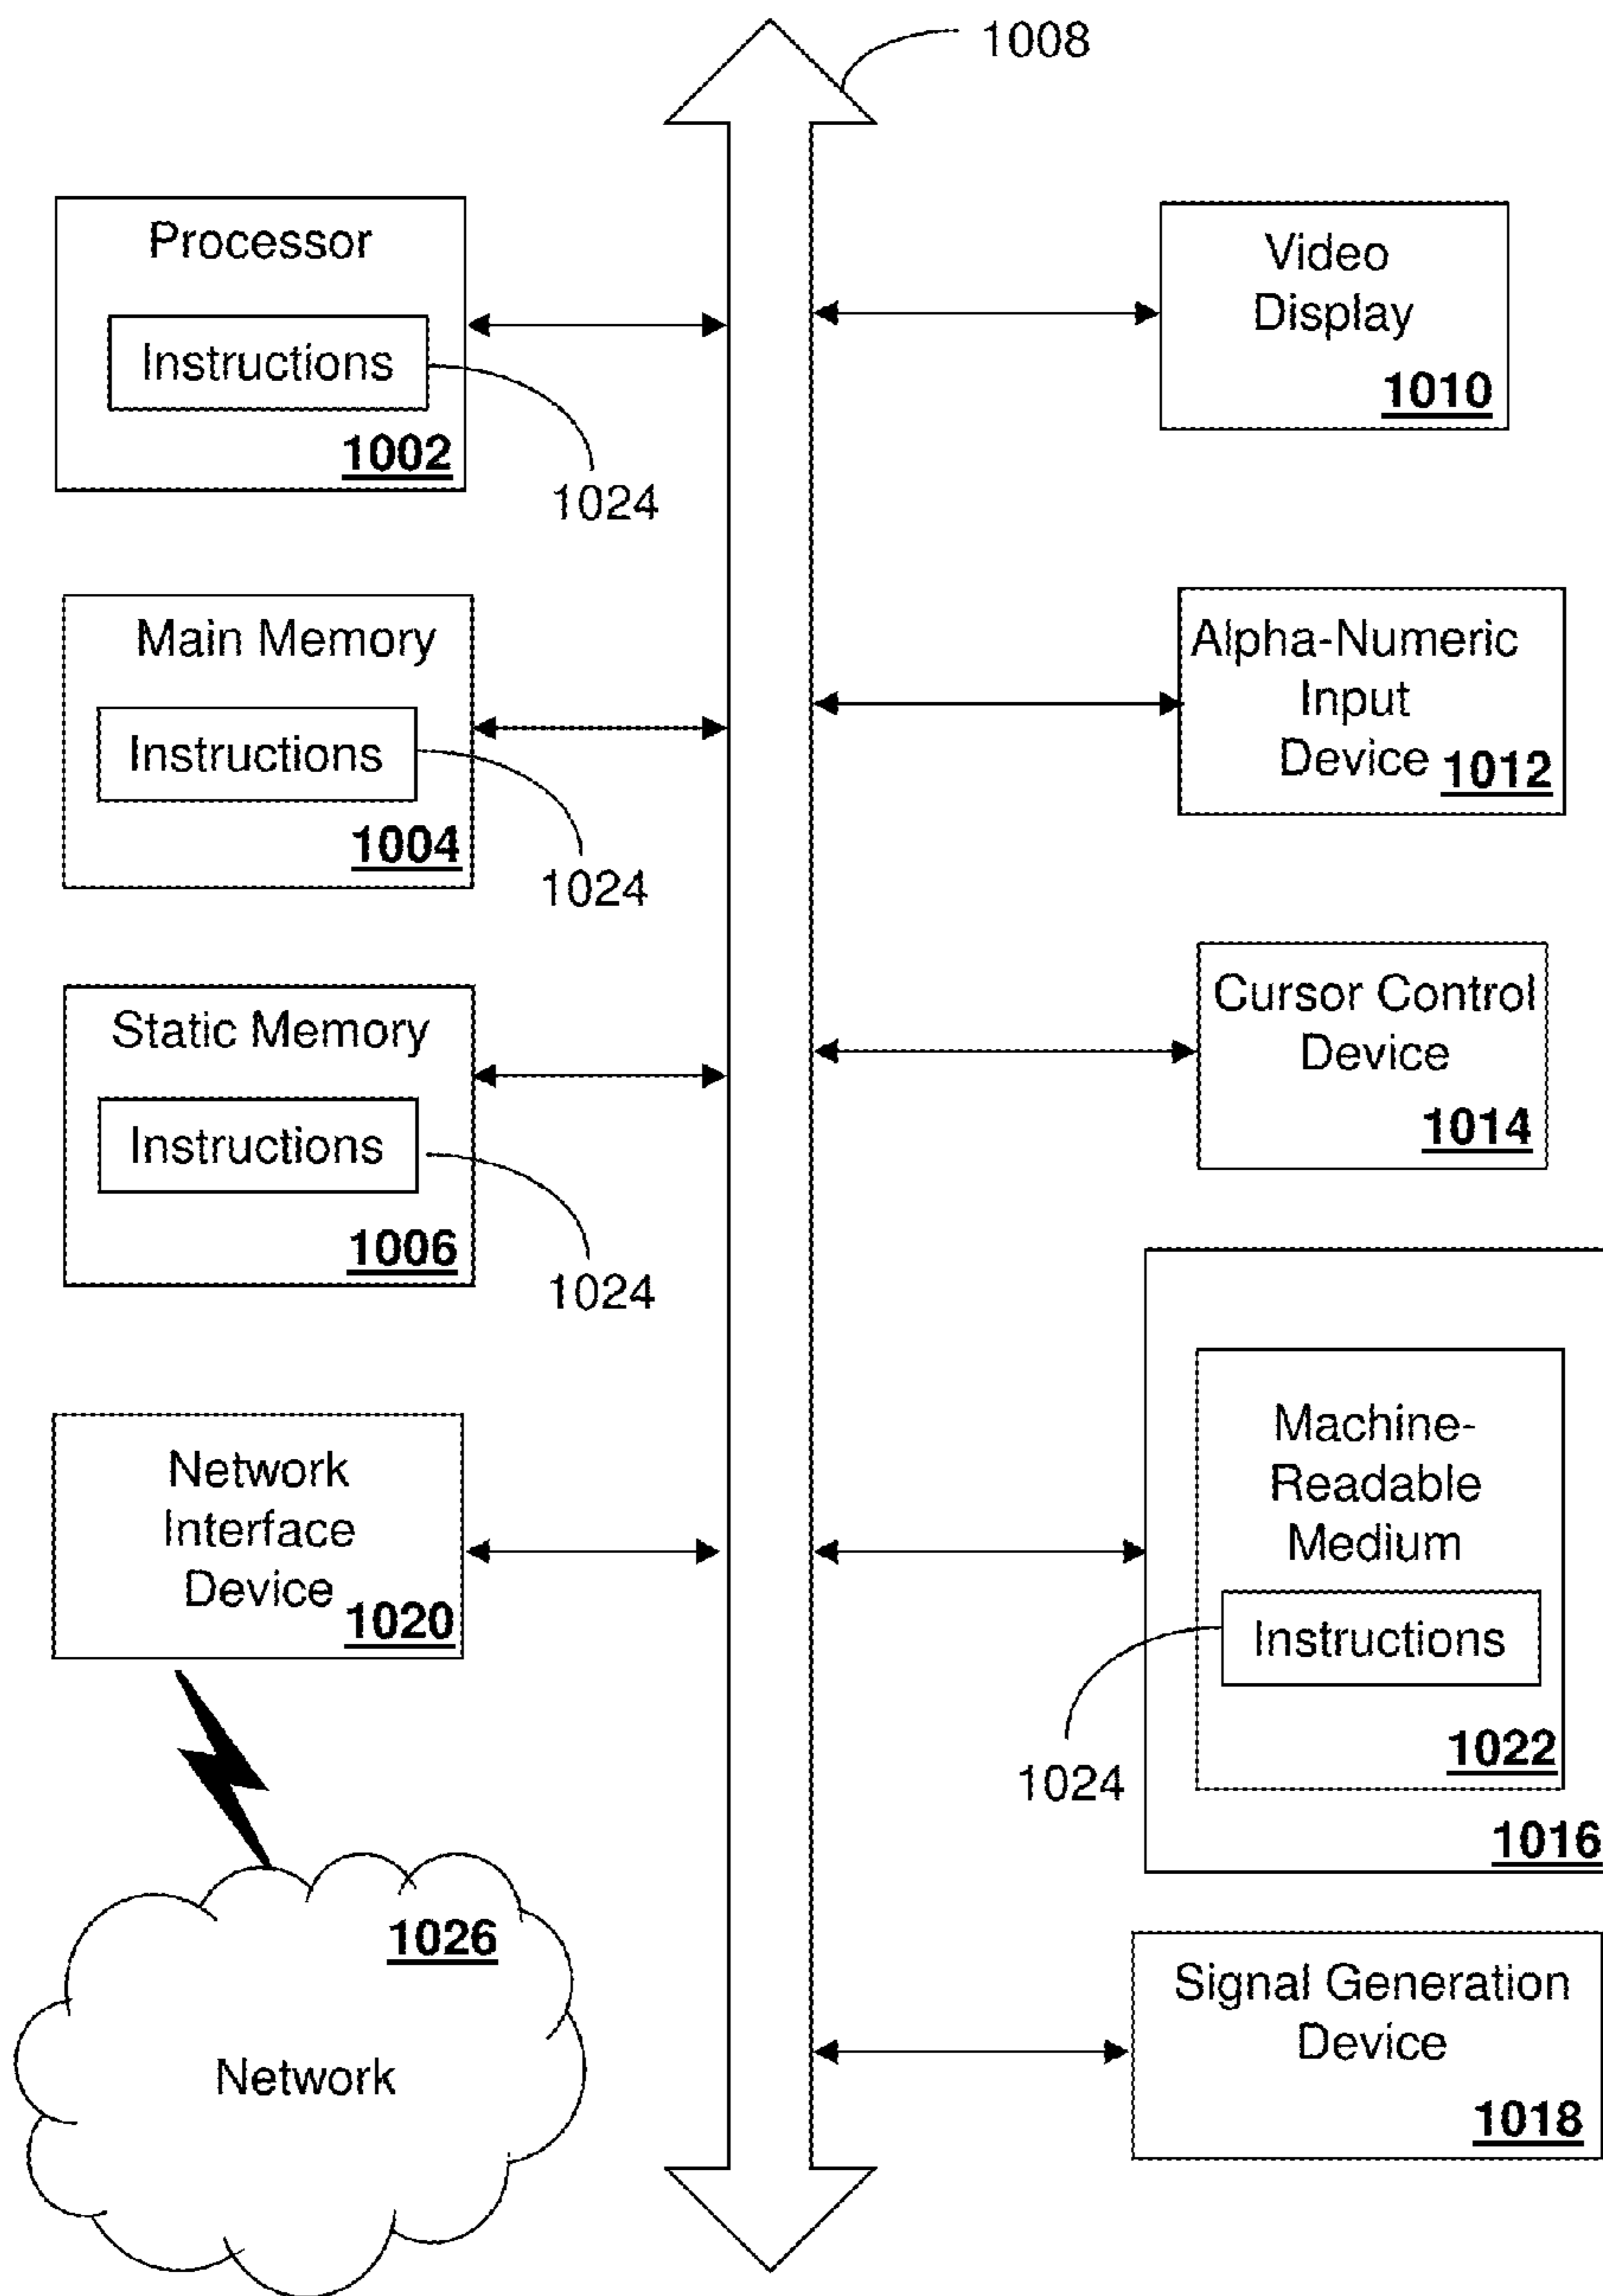 1008
Processor
Instructions
1002
1024
Main Memory
Instructions
1004
1024
Static Memory
Instructions
1006
1024
Network
Interface
Device
1020
1026
Network
Video
Display
1010
Alpha-Numeric
Input
Device 1012
Cursor Control
Device
1014
Machine-
Readable
Medium
Instructions
1022
1024
1016
Signal Generation
Device
1018